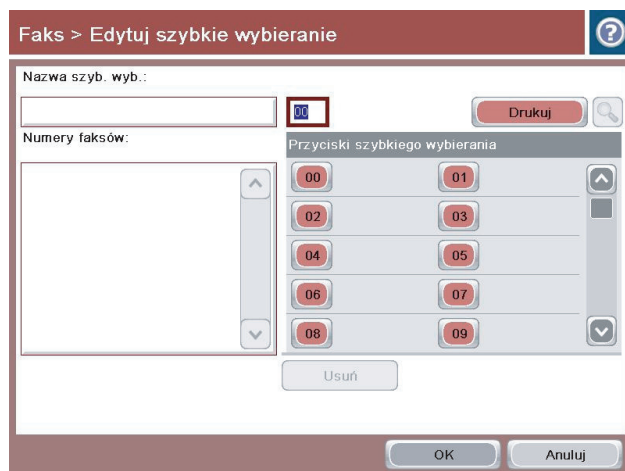 Faks > Edytuj szybkie wybieranie
?
Nazwa szyb. wyb.:
00
Drukuj
Numery faksów:
Przyciski szybkiego wybierania
00 01
02 03
04 05
06 07
08 09
Usuń
OK Anuluj